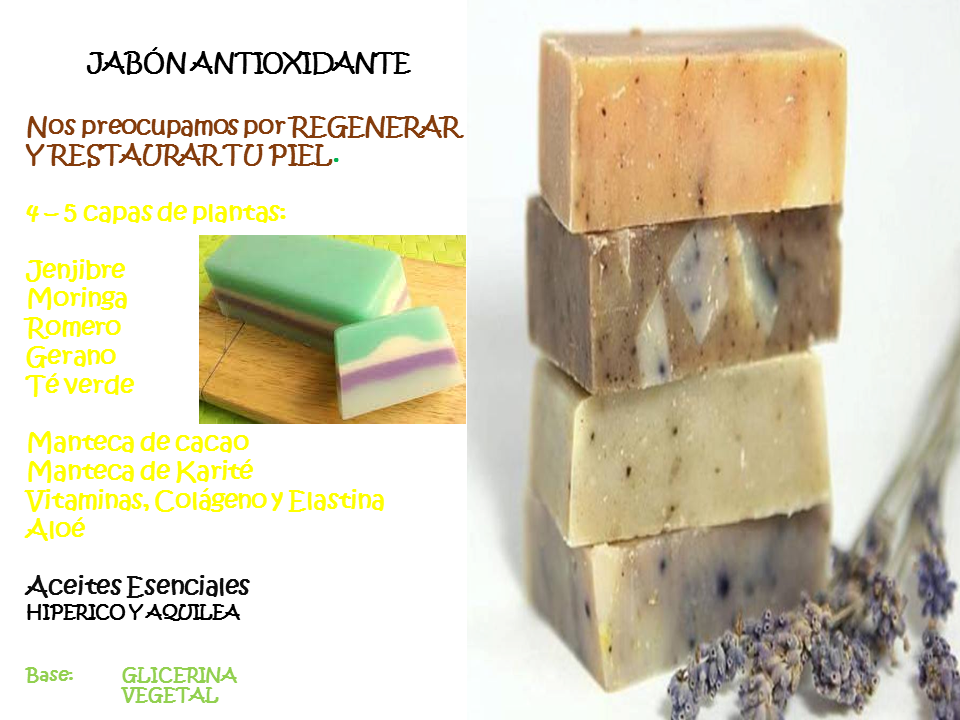 JABÓN ANTIOXIDANTE
Nos preocupamos por REGENERAR
Y RESTAURAR TU PIEL.
4 – 5 capas de plantas:
Jenjibre
Moringa
Romero
Gerano
Té verde
Manteca de cacao
Manteca de Karité
Vitaminas, Colágeno y Elastina
Aloé
Aceites Esenciales
HIPERICO Y AQUILEA
Base: GLICERINA
VEGETAL